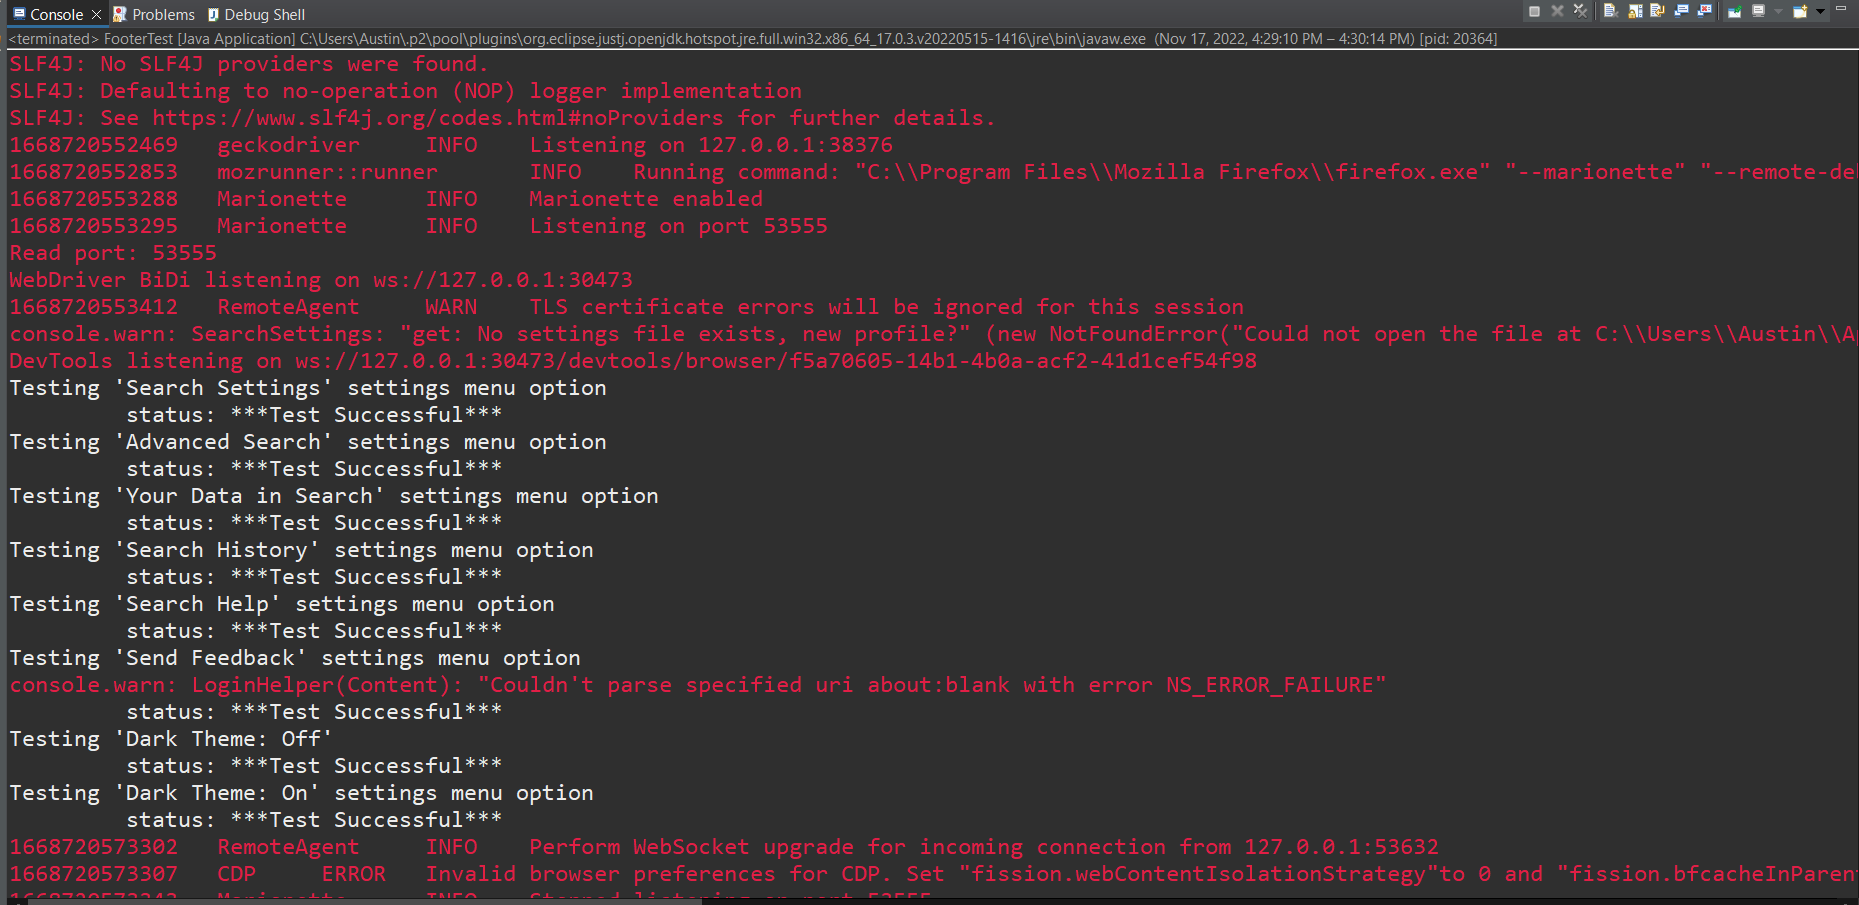 Console Problems Debug Shell
<terminated> FooterTest [Java Application] C:\Users\Austin\.p2\pool\plugins\org.eclipse.justj.openjdk.hotspot.jre.full.win32.x86_64_17.0.3.v20220515-1416\jre\bin\javaw.exe (Nov 17, 2022, 4:29:10 PM – 4:30:14 PM) [pid: 20364]
SLF4J: No SLF4J providers were found.
SLF4J: Defaulting to no-operation (NOP) logger implementation
SLF4J: See https://www.slf4j.org/codes.html#noProviders for further details.
1668720552469 geckodriver INFO Listening on 127.0.0.1:38376
1668720552853 mozrunner::runner INFO Running command: "C:\\Program Files\\Mozilla Firefox\\firefox.exe" "--marionette" "--remote-de
1668720553288 Marionette INFO Marionette enabled
1668720553295 Marionette INFO Listening on port 53555
Read port: 53555
WebDriver BiDi listening on ws://127.0.0.1:30473
1668720553412 RemoteAgent WARN TLS certificate errors will be ignored for this session
console.warn: SearchSettings: "get: No settings file exists, new profile?" (new NotFoundError("Could not open the file at C:\\Users\\Austin\\A
DevTools listening on ws://127.0.0.1:30473/devtools/browser/f5a70605-14b1-4b0a-acf2-41d1cef54f98
Testing 'Search Settings' settings menu option
status: ***Test Successful***
Testing 'Advanced Search' settings menu option
status: ***Test Successful***
Testing 'Your Data in Search' settings menu option
status: ***Test Successful***
Testing 'Search History' settings menu option
status: ***Test Successful***
Testing 'Search Help' settings menu option
status: ***Test Successful***
Testing 'Send Feedback' settings menu option
console.warn: LoginHelper(Content): "Couldn't parse specified uri about:blank with error NS_ERROR_FAILURE"
status: ***Test Successful***
Testing 'Dark Theme: Off'
status: ***Test Successful***
Testing 'Dark Theme: On' settings menu option
status: ***Test Successful***
1668720573302 RemoteAgent INFO Perform WebSocket upgrade for incoming connection from 127.0.0.1:53632
1668720573307 CDP ERROR Invalid browser preferences for CDP. Set "fission.webContentIsolationStrategy"to 0 and "fission.bfcacheInParen
1668720573343 Marionette INFO Stopped listening on port 53555